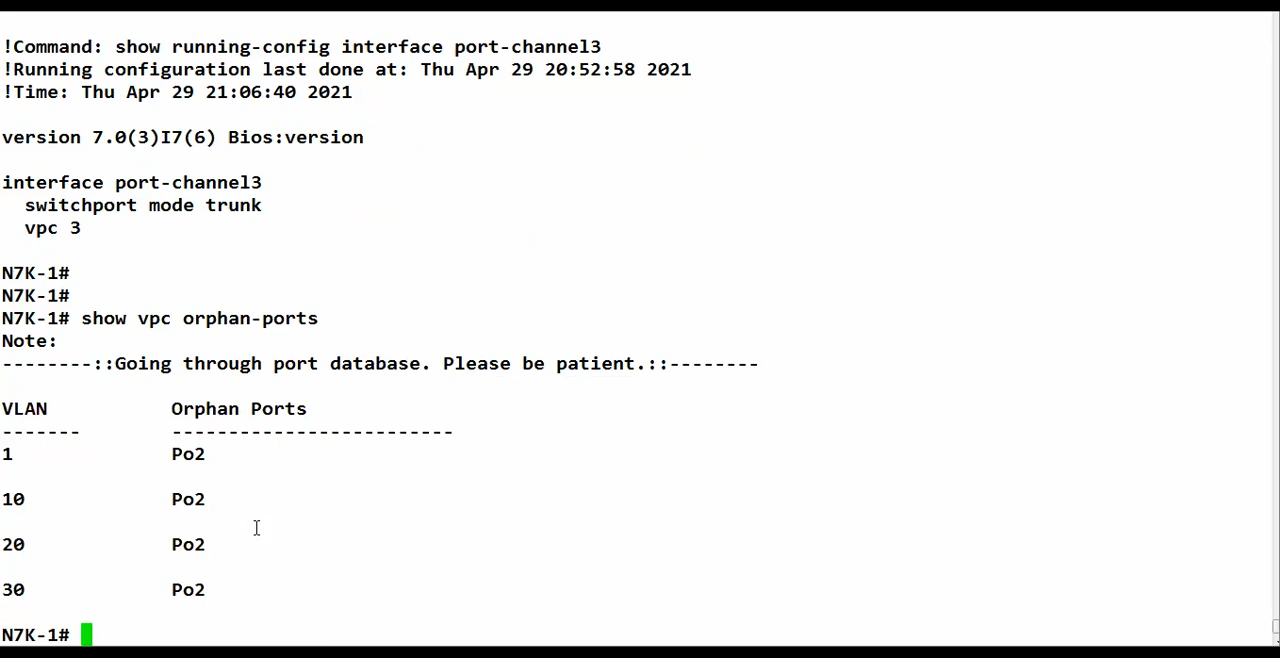 !Command: show running-config interface port-channel3
!Running configuration last done at: Thu Apr 29 20:52:58 2021
!Time: Thu Apr 29 21:06:40 2021
version 7.0(3)I7(6) Bios:version
interface port-channel3
  switchport mode trunk
  vpc 3
N7K-1#
N7K-1#
N7K-1# show vpc orphan-ports
Note:
--------::Going through port database. Please be patient.::--------
VLAN           Orphan Ports
-------        -------------------------
1              Po2
10             Po2
20             Po2
30             Po2
N7K-1#